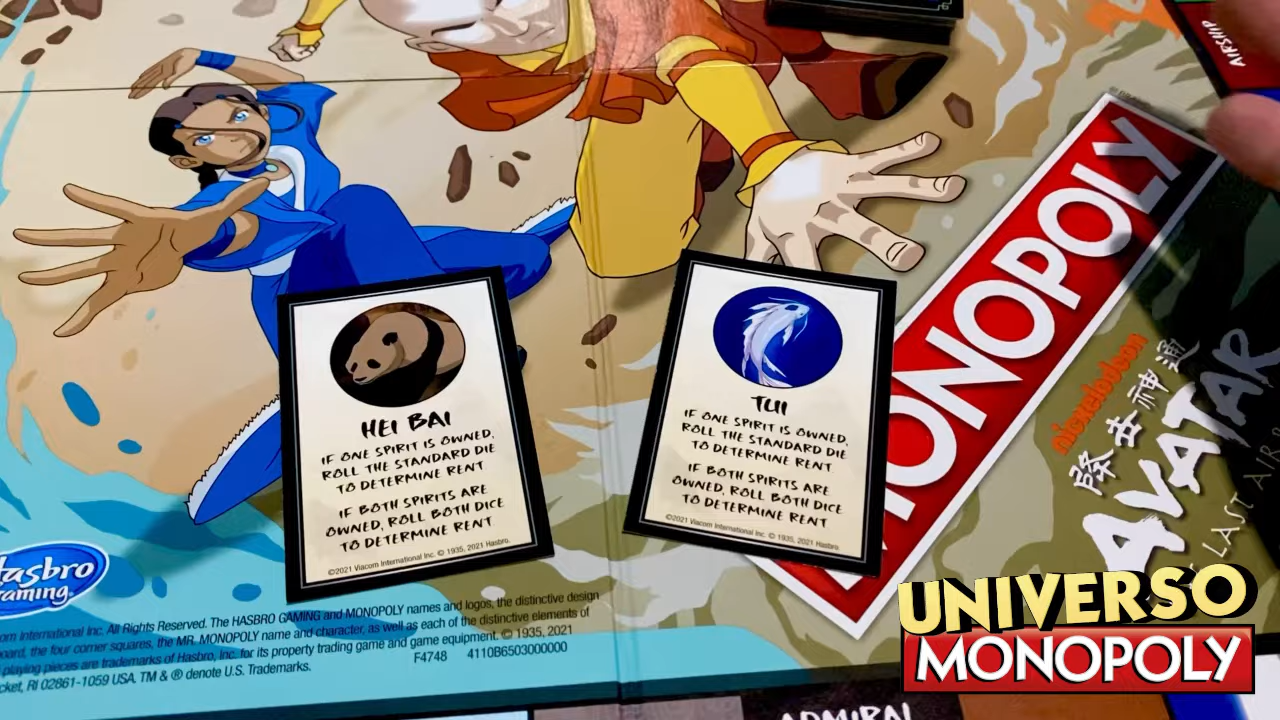 AIRSHIP
MONOPOLY
nickelodeon
降去神通
AVATAR
LAST AIRB
HEI BAI
IF ONE SPIRIT IS OWNED,
ROLL THE STANDARD DIE
TO DETERMINE RENT
IF BOTH SPIRITS ARE
OWNED, ROLL BOTH DICE
TO DETERMINE RENT
©2021 Viacom International Inc. © 1935, 2021 Hasbro.
TUI
IF ONE SPIRIT IS OWNED,
ROLL THE STANDARD DIE
TO DETERMINE RENT
IF BOTH SPIRITS ARE
OWNED, ROLL BOTH DICE
TO DETERMINE RENT
©2021 Viacom International Inc. © 1935, 2021 Hasbro.
Hasbro
Gaming
com International Inc. All Rights Reserved. The HASBRO GAMING and MONOPOLY names and logos, the distinctive design
oard, the four corner squares, the MR. MONOPOLY name and character, as well as each of the distinctive elements of
playing pieces are trademarks of Hasbro, Inc. for its property trading game and game equipment. © 1935, 2021
cket, RI 02861-1059 USA. TM & ® denote U.S. Trademarks.
F4748 4110B6503000000
ADMIRAL
UNIVERSO
MONOPOLY